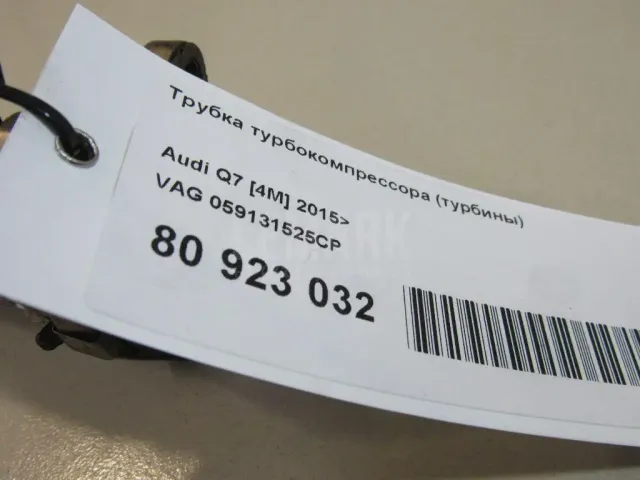 Трубка турбокомпрессора (турбины)
Audi Q7 [4M] 2015>
VAG 059131525CP
80 923 032